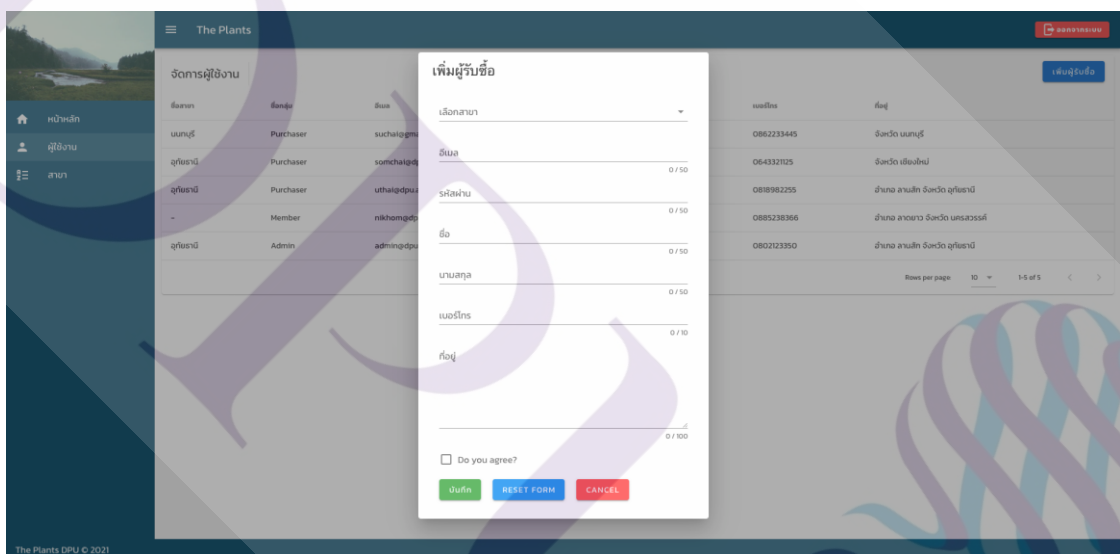 The Plants
ออกจากระบบ
หน้าหลัก
ผู้ใช้งาน
สาขา
จัดการผู้ใช้งาน
เพิ่มผู้รับซื้อ
ชื่อสาขา ชื่อกลุ่ม อีเมล เบอร์โทร ที่อยู่
นนทบุรี Purchaser suchai@gma 0862233445 จังหวัด นนทบุรี
อุทัยธานี Purchaser somchai@dp 0643321125 จังหวัด เชียงใหม่
อุทัยธานี Purchaser uthai@dpu.a 0818982255 อำเภอ ลานสัก จังหวัด อุทัยธานี
- Member nikhom@dp 0885238366 อำเภอ ลาดยาว จังหวัด นครสวรรค์
อุทัยธานี Admin admin@dpu 0802123350 อำเภอ ลานสัก จังหวัด อุทัยธานี
Rows per page: 10 1-5 of 5
เพิ่มผู้รับซื้อ
เลือกสาขา
อีเมล
0 / 50
รหัสผ่าน
0 / 50
ชื่อ
0 / 50
นามสกุล
0 / 50
เบอร์โทร
0 / 10
ที่อยู่
0 / 100
Do you agree?
บันทึก RESET FORM CANCEL
The Plants DPU © 2021